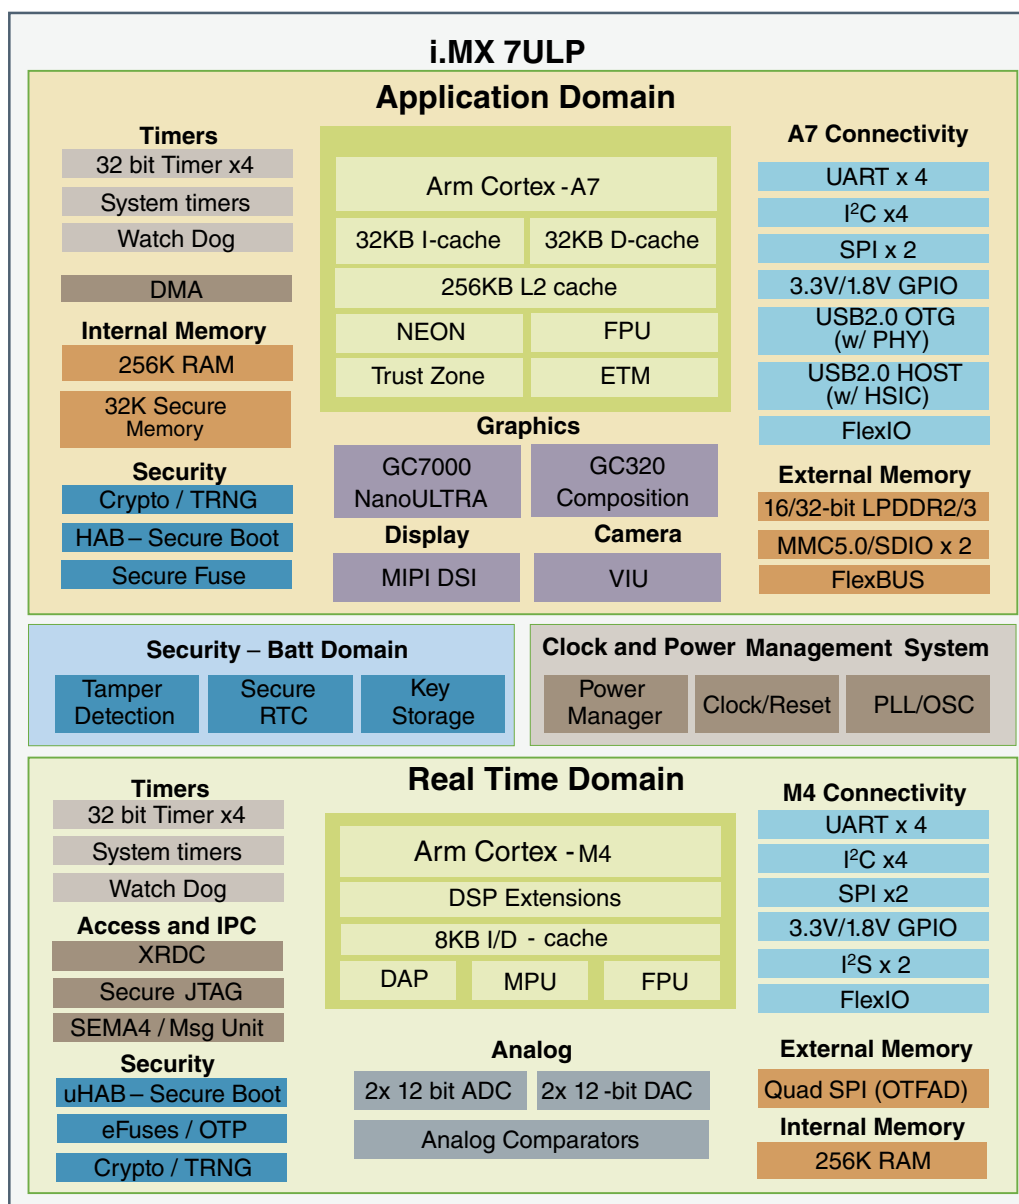 i.MX 7ULP
Application Domain
Timers
32 bit Timer x4
System timers
Watch Dog
DMA
Internal Memory
256K RAM
32K Secure
Memory
Security
Crypto / TRNG
HAB – Secure Boot
Secure Fuse
Arm Cortex -A7
32KB I-cache
32KB D-cache
256KB L2 cache
NEON
FPU
Trust Zone
ETM
Graphics
GC7000
NanoULTRA
GC320
Composition
Display
MIPI DSI
Camera
VIU
A7 Connectivity
UART x 4
I²C x4
SPI x 2
3.3V/1.8V GPIO
USB2.0 OTG
(w/ PHY)
USB2.0 HOST
(w/ HSIC)
FlexIO
External Memory
16/32-bit LPDDR2/3
MMC5.0/SDIO x 2
FlexBUS
Security – Batt Domain
Tamper
Detection
Secure
RTC
Key
Storage
Clock and Power Management System
Power
Manager
Clock/Reset
PLL/OSC
Real Time Domain
Timers
32 bit Timer x4
System timers
Watch Dog
Access and IPC
XRDC
Secure JTAG
SEMA4 / Msg Unit
Security
uHAB – Secure Boot
eFuses / OTP
Crypto / TRNG
Arm Cortex - M4
DSP Extensions
8KB I/D - cache
DAP
MPU
FPU
Analog
2x 12 bit ADC
2x 12 -bit DAC
Analog Comparators
M4 Connectivity
UART x 4
I²C x4
SPI x2
3.3V/1.8V GPIO
I²S x 2
FlexIO
External Memory
Quad SPI (OTFAD)
Internal Memory
256K RAM